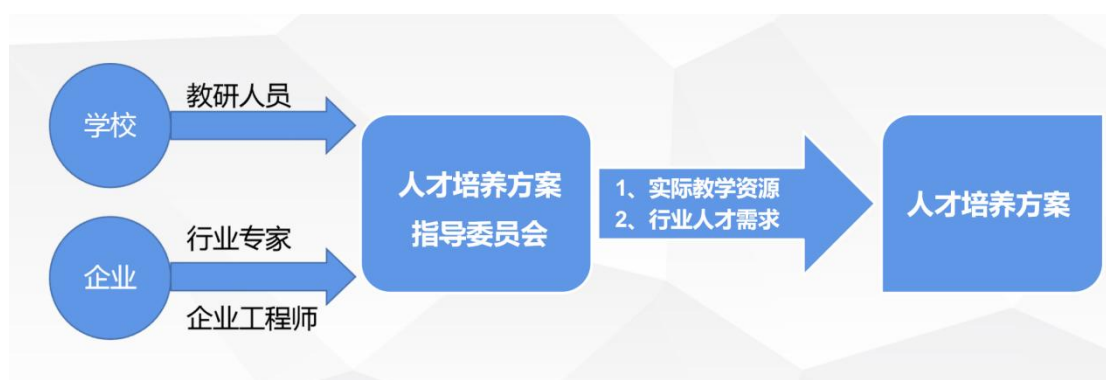 学校
教研人员
企业
行业专家
企业工程师
人才培养方案
指导委员会
1、实际教学资源
2、行业人才需求
人才培养方案